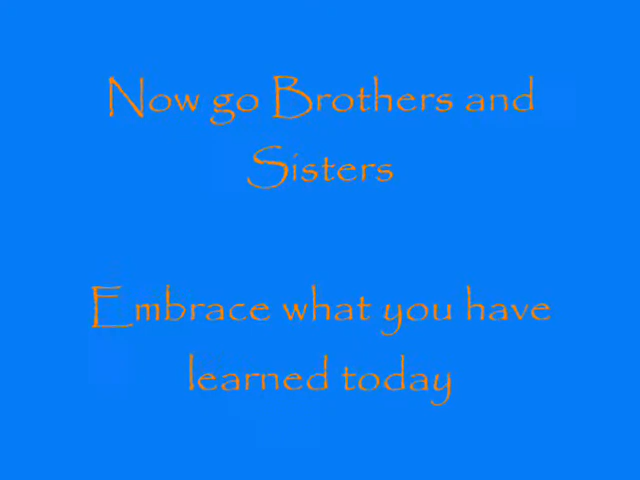 Now go Brothers and
Sisters
Embrace what you have
learned today